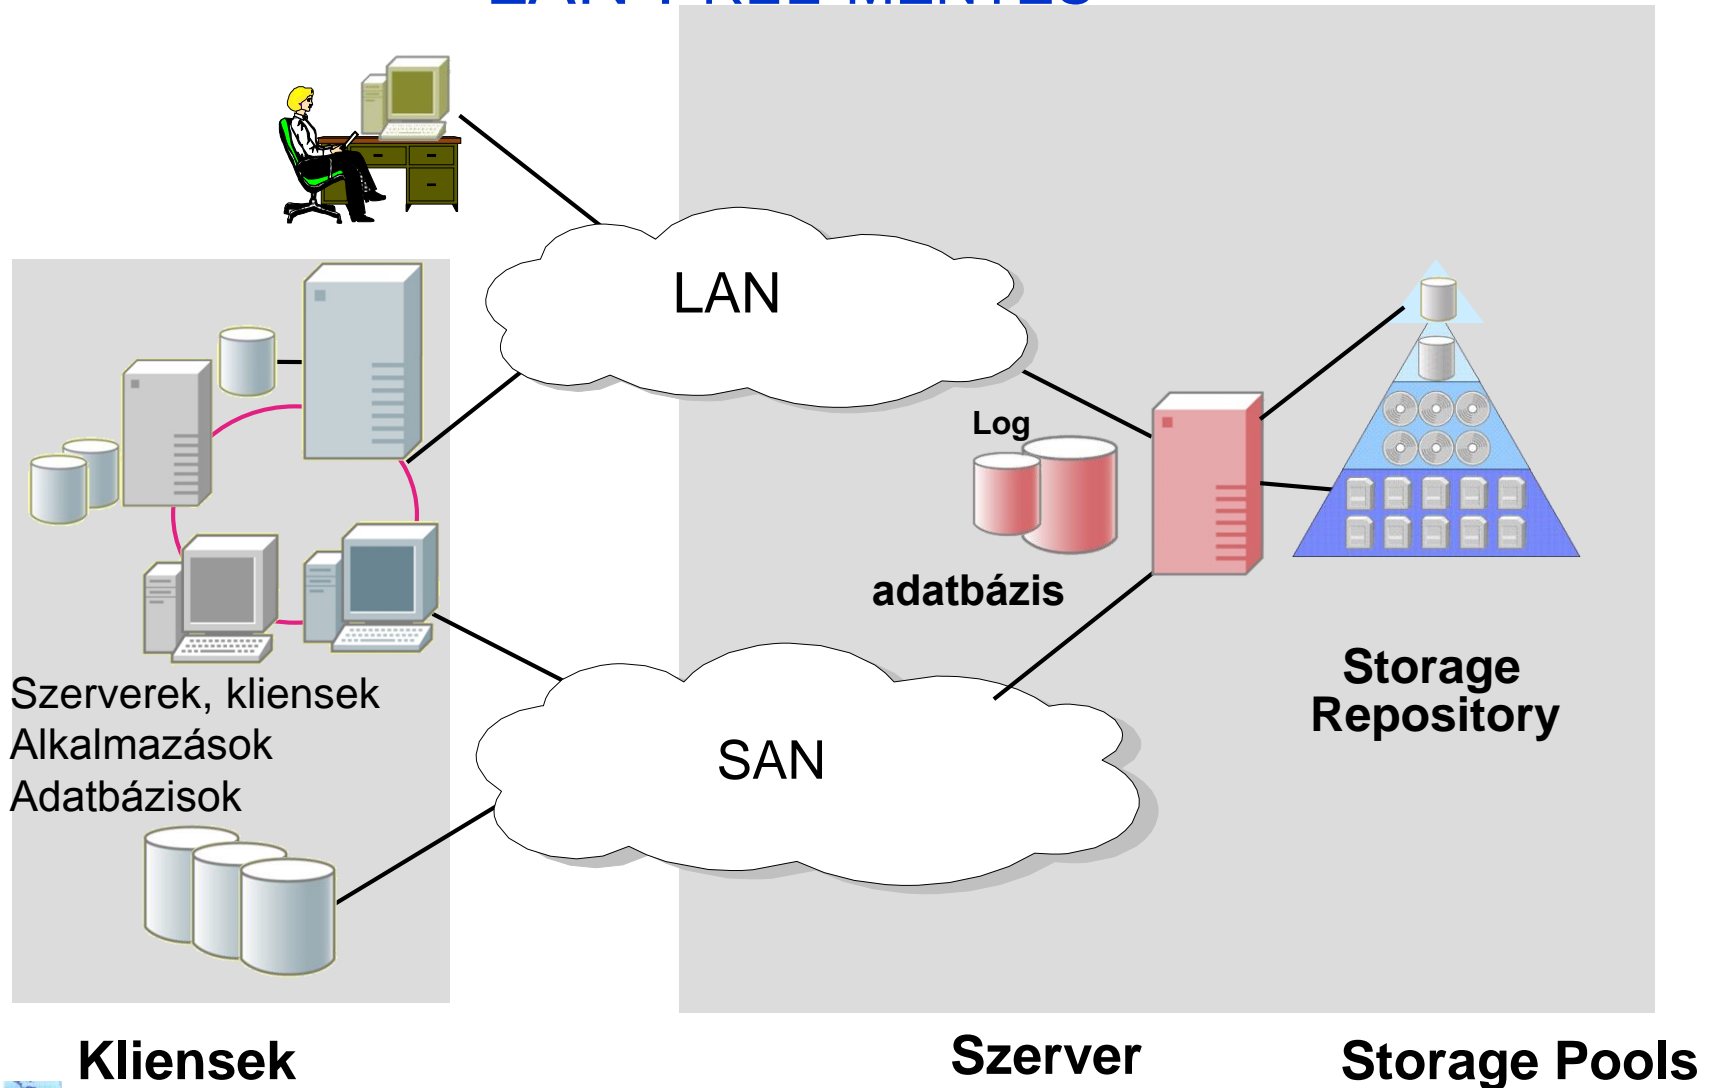 LAN
Log
adatbázis
Storage
Repository
Szerverek, kliensek
Alkalmazások
Adatbázisok
SAN
Kliensek
Szerver
Storage Pools